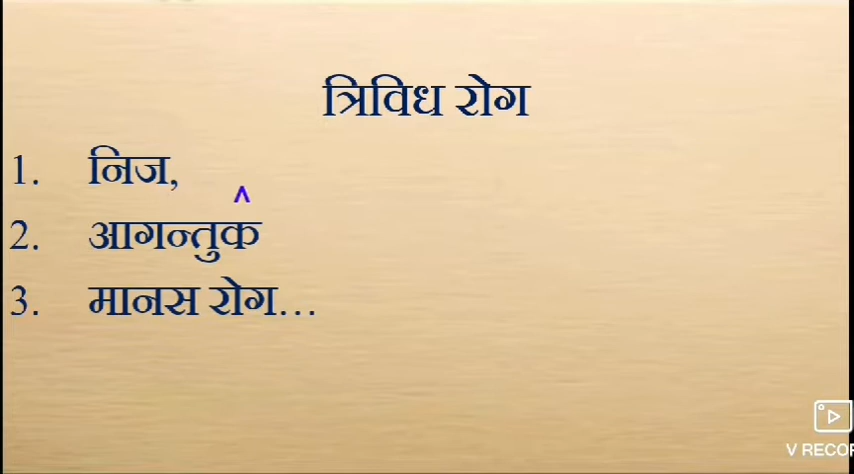 त्रिविध रोग
1. निज,
2. आगन्तुक
3. मानस रोग...
V RECOR